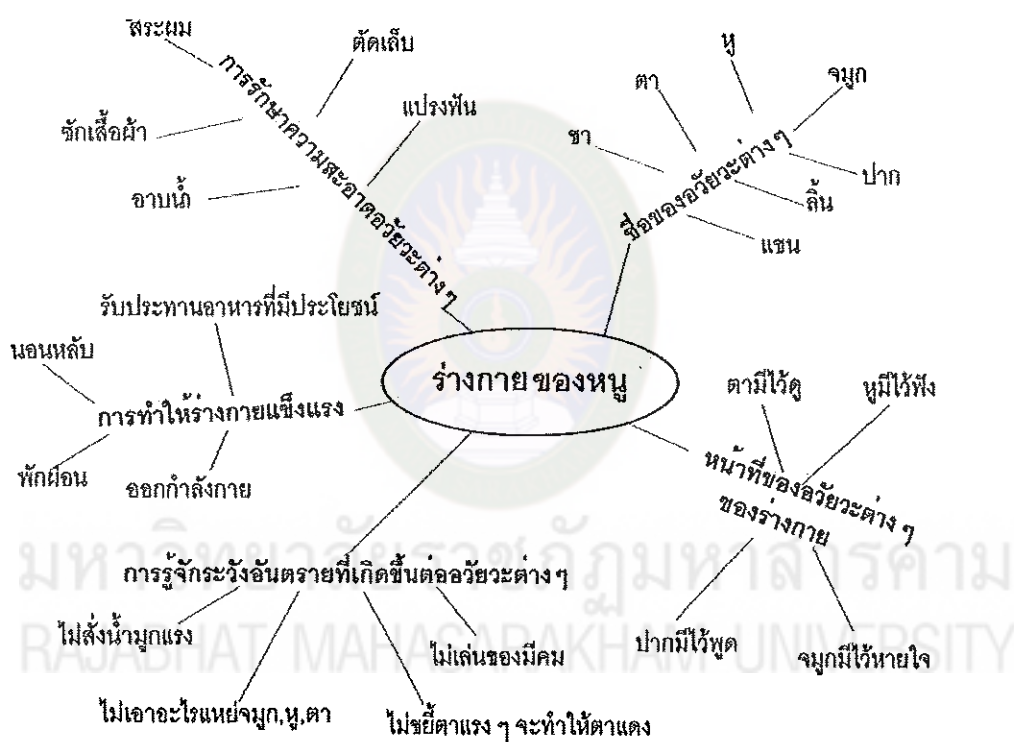 สระผม
ตัดเล็บ
การรักษาความสะอาดอวัยวะต่างๆ
ซักเสื้อผ้า
แปรงฟัน
อาบน้ำ
หู
ตา
จมูก
ขา
ชื่อของอวัยวะต่างๆ
ปาก
ลิ้น
แขน
รับประทานอาหารที่มีประโยชน์
นอนหลับ
การทำให้ร่างกายแข็งแรง
พักผ่อน
ออกกำลังกาย
ร่างกายของหนู
ตามีไว้ดู
หูมีไว้ฟัง
หน้าที่ของอวัยวะต่างๆ
ของร่างกาย
ปากมีไว้พูด
จมูกมีไว้หายใจ
การรู้จักระวังอันตรายที่เกิดขึ้นต่ออวัยวะต่างๆ
ไม่สั่งน้ำมูกแรง
ไม่เล่นของมีคม
ไม่เอาอะไรแหย่จมูก,หู,ตา
ไม่ขยี้ตาแรง ๆ จะทำให้ตาแดง
มหาวิทยาลัยราชภัฏมหาสารคาม
RAJABHAT MAHASARAKHAM UNIVERSITY